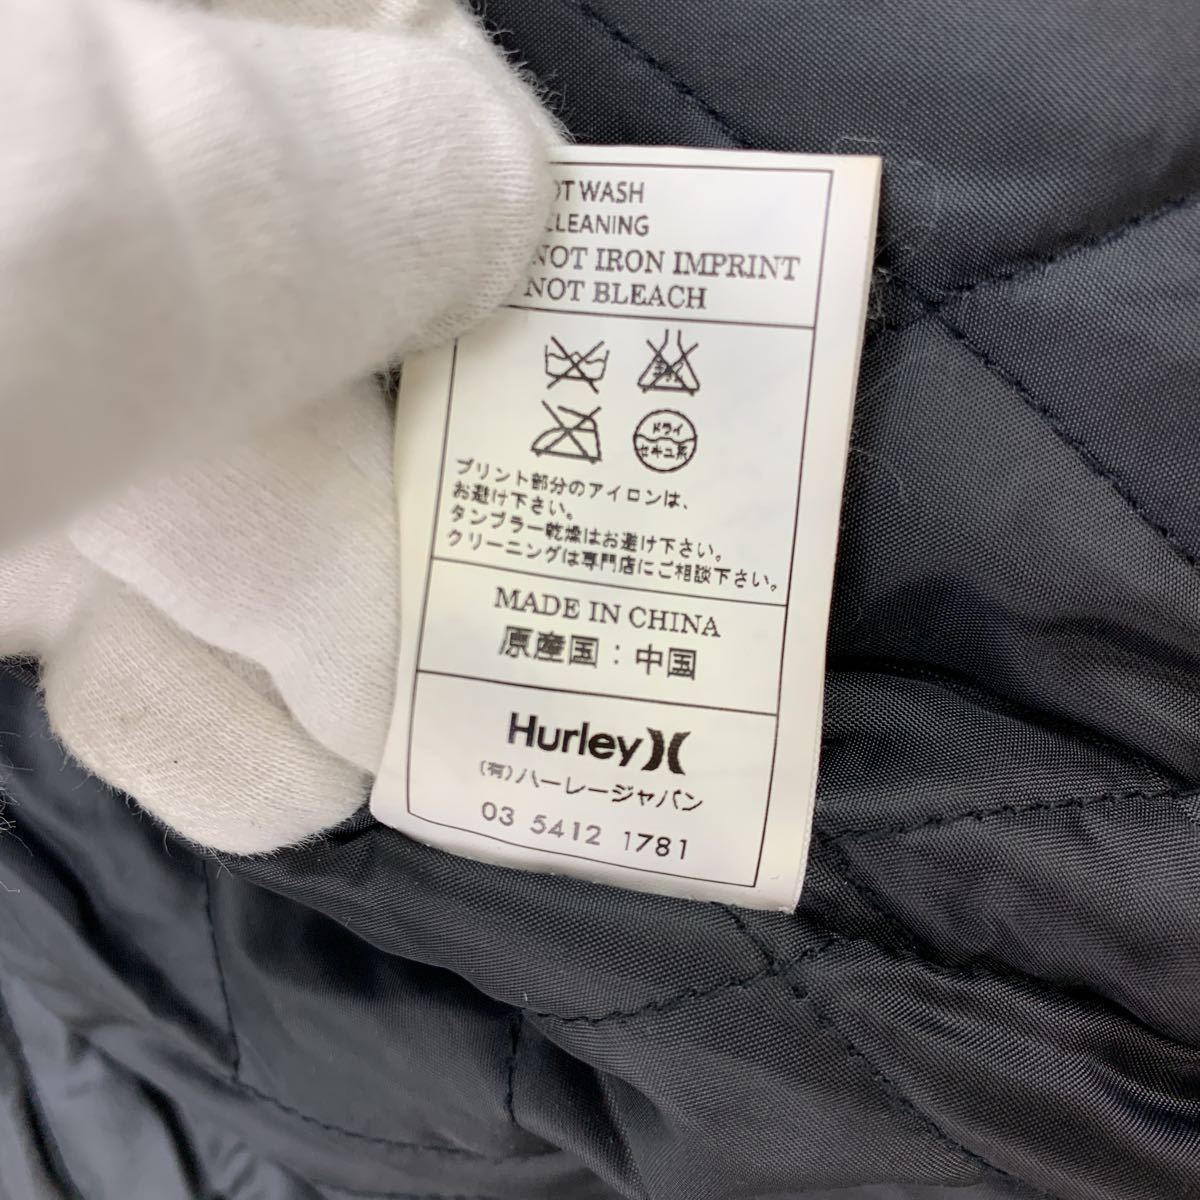 WASH
CLEANING
NOT IRON IMPRINT
NOT BLEACH
ドライ
セキユ系
プリント部分のアイロンは、
お避け下さい。
タンブラー乾燥はお避け下さい。
クリーニングは専門店にご相談下さい。
MADE IN CHINA
原産国：中国
Hurley
(有)ハーレージャパン
03 5412 1781